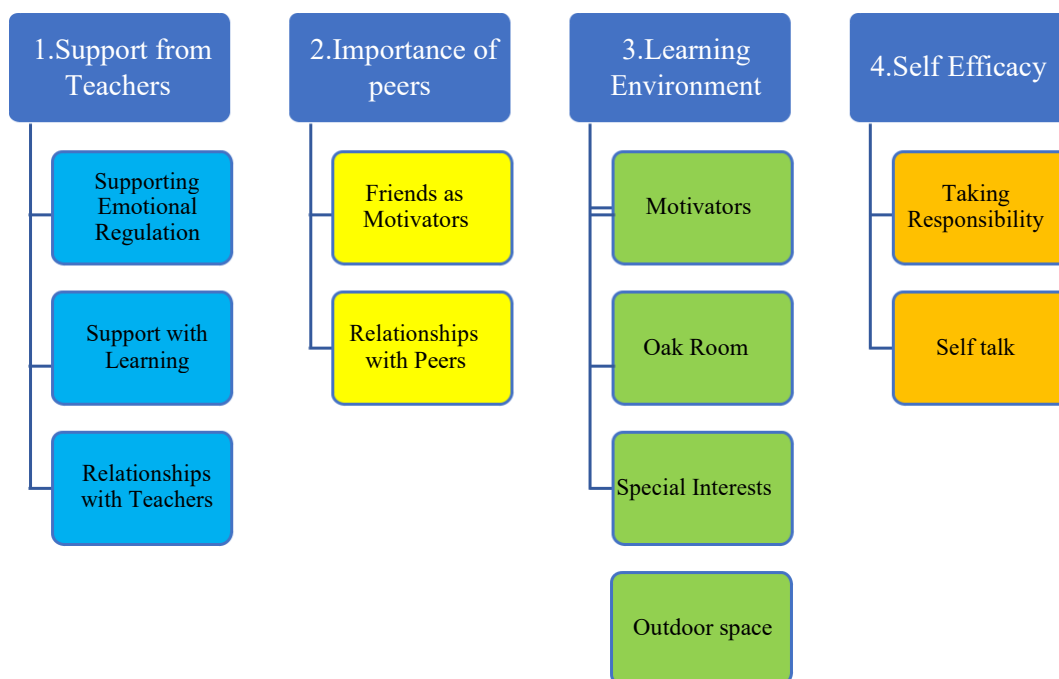 1.Support from
Teachers
Supporting
Emotional
Regulation
Support with
Learning
Relationships
with Teachers
2.Importance of
peers
Friends as
Motivators
Relationships
with Peers
3.Learning
Environment
Motivators
Oak Room
Special Interests
Outdoor space
4.Self Efficacy
Taking
Responsibility
Self talk